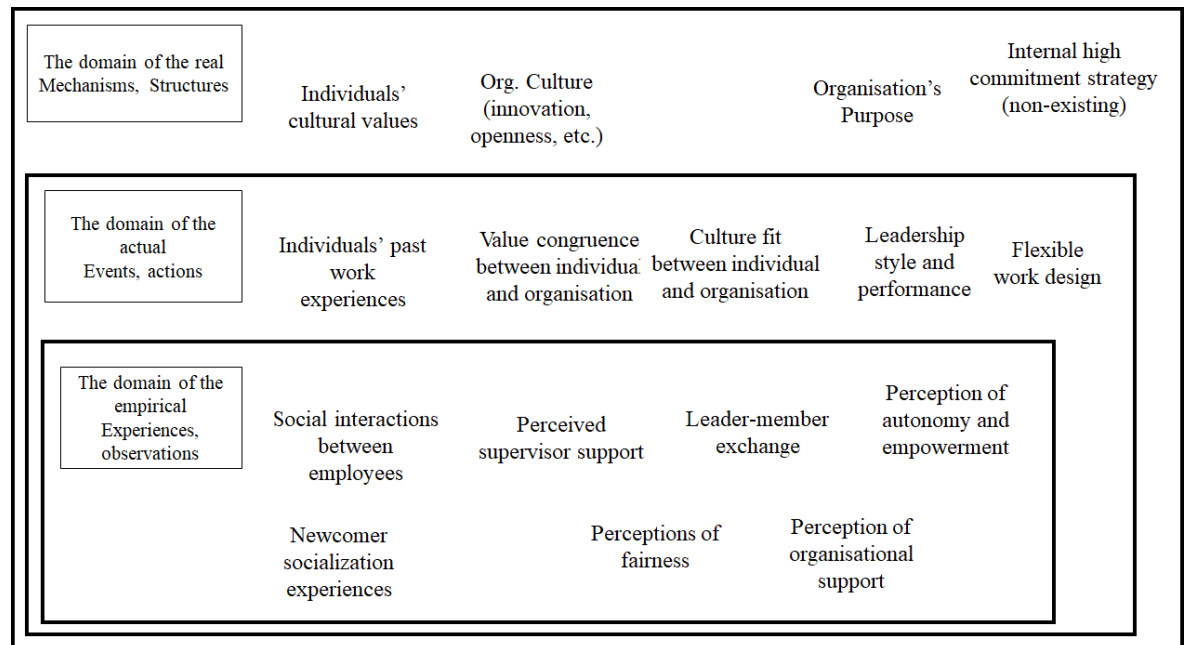 The domain of the real
Mechanisms, Structures
Individuals'
cultural values
Org. Culture
(innovation,
openness, etc.)
Organisation's
Purpose
Internal high
commitment strategy
(non-existing)
The domain of the
actual
Events, actions
Individuals' past
work
experiences
Value congruence
between individual
and organisation
Culture fit
between individual
and organisation
Leadership
style and
performance
Flexible
work design
The domain of the
empirical
Experiences,
observations
Social interactions
between
employees
Perceived
supervisor support
Leader-member
exchange
Perception of
autonomy and
empowerment
Newcomer
socialization
experiences
Perceptions of
fairness
Perception of
organisational
support